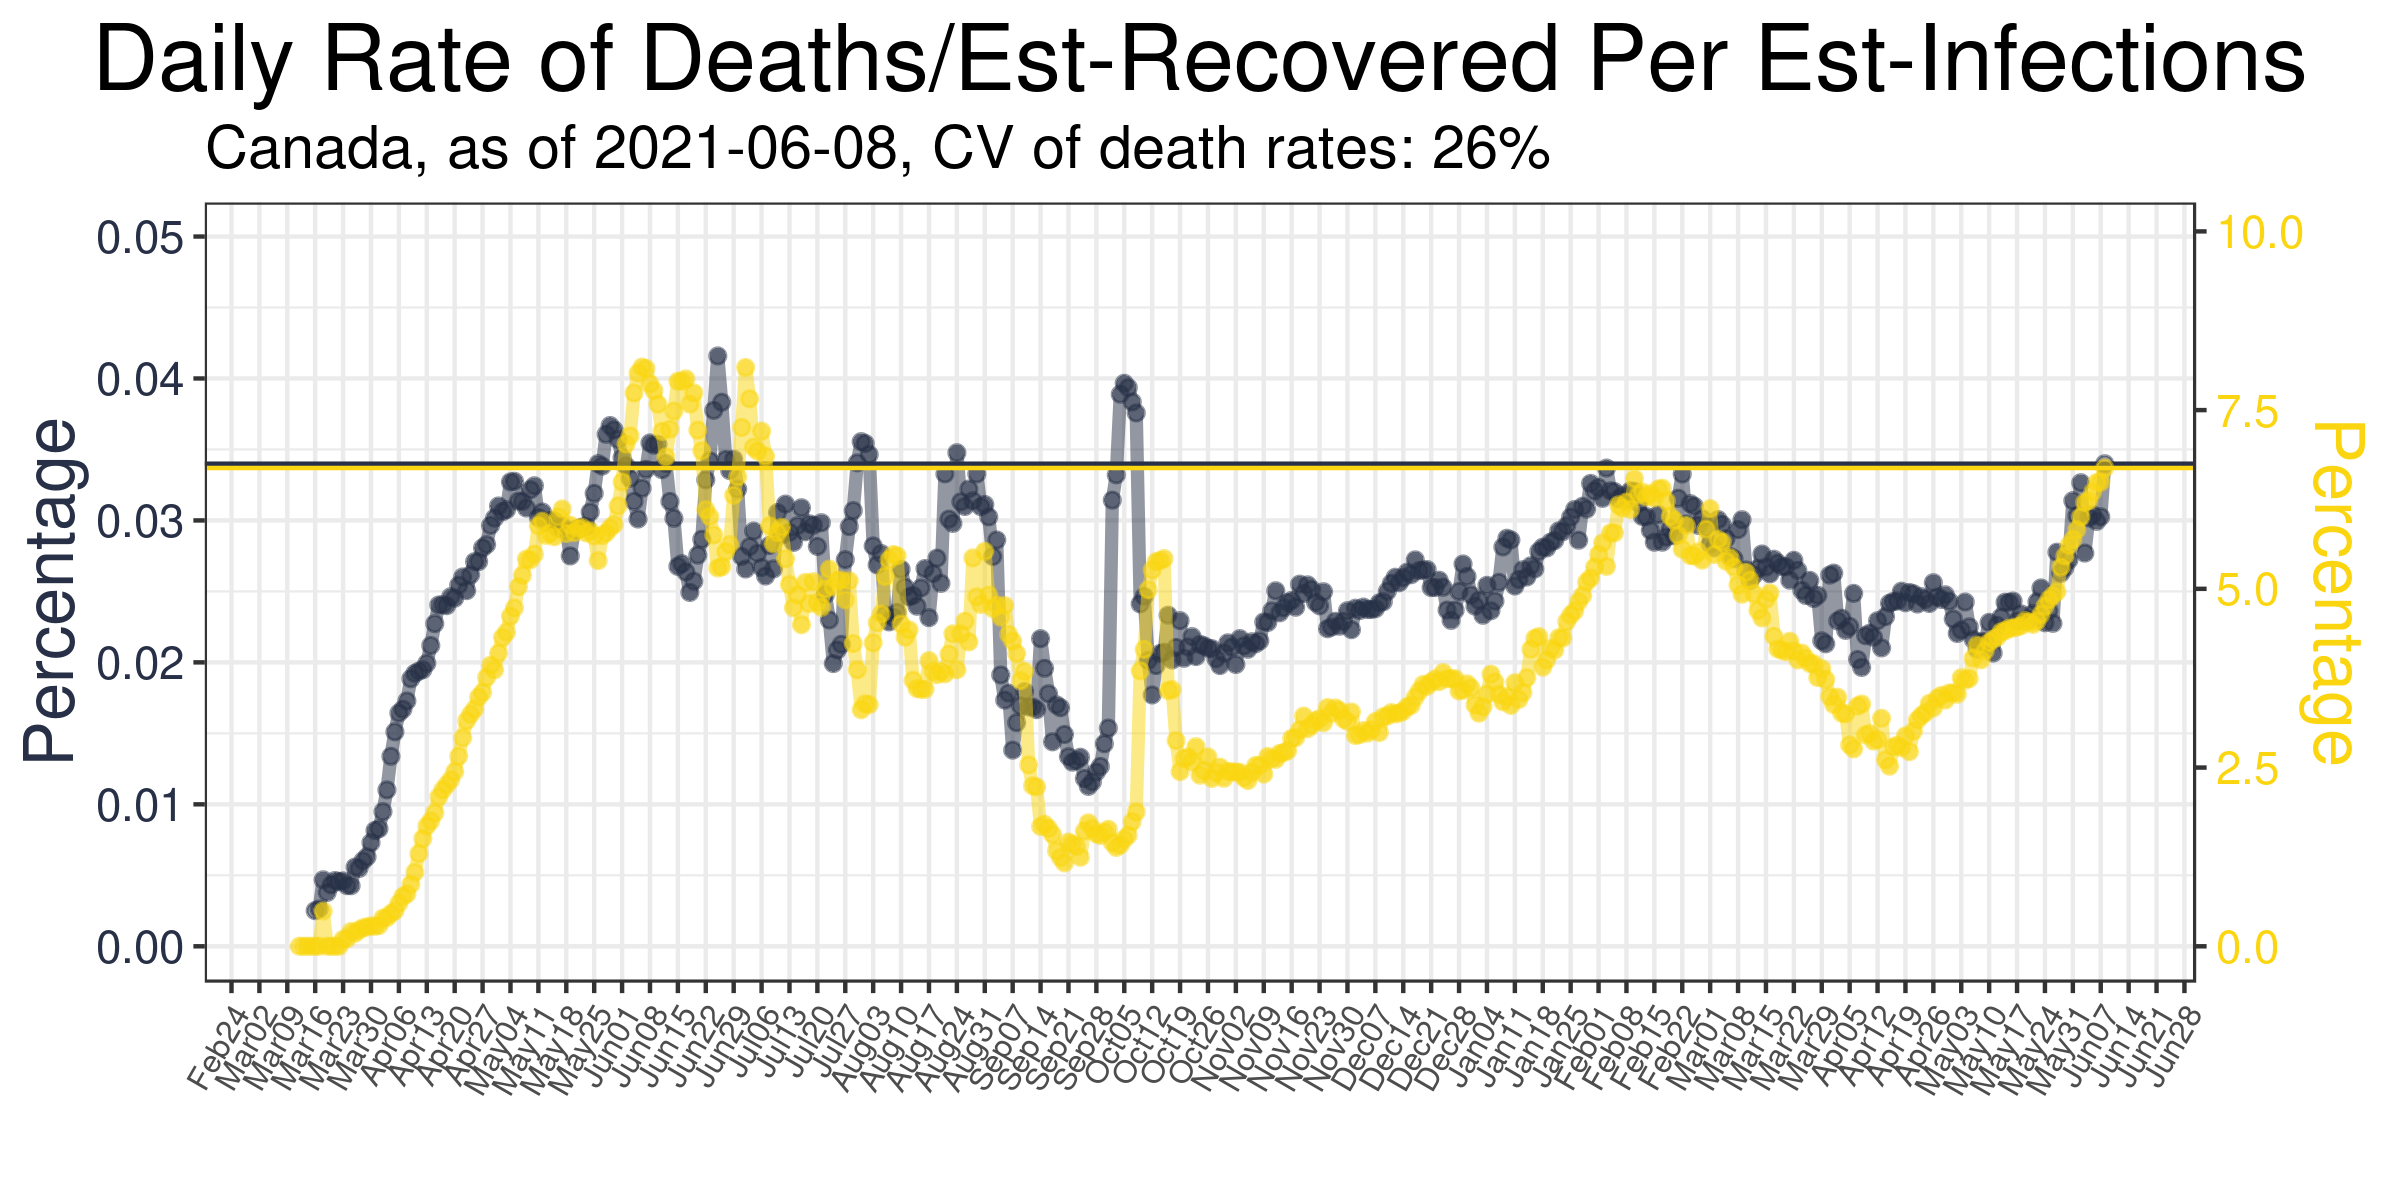 Daily Rate of Deaths/Est-Recovered Per Est-Infections
Canada, as of 2021-06-08, CV of death rates: 26%
Percentage
0.05
0.04
0.03
0.02
0.01
0.00
10.0
7.5
5.0
2.5
0.0
Percentage
Feb24
Mar02
Mar09
Mar16
Mar23
Mar30
Apr06
Apr13
Apr20
Apr27
May04
May11
May18
May25
Jun01
Jun08
Jun15
Jun22
Jun29
Jul06
Jul13
Jul20
Jul27
Aug03
Aug10
Aug17
Aug24
Aug31
Sep07
Sep14
Sep21
Sep28
Oct05
Oct12
Oct19
Oct26
Nov02
Nov09
Nov16
Nov23
Nov30
Dec07
Dec14
Dec21
Dec28
Jan04
Jan11
Jan18
Jan25
Feb01
Feb08
Feb15
Feb22
Mar01
Mar08
Mar15
Mar22
Mar29
Apr05
Apr12
Apr19
Apr26
May03
May10
May17
May24
May31
Jun07
Jun14
Jun21
Jun28